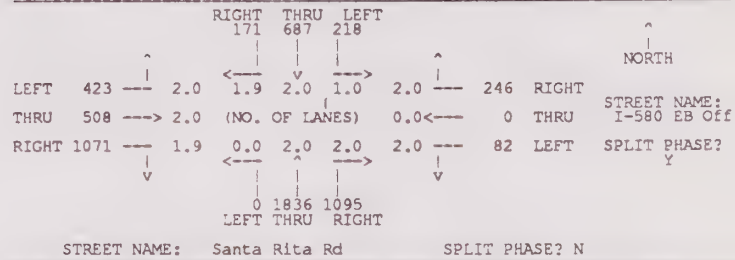 RIGHT THRU LEFT
171 687 218
^
| | |
| | | |
^ | | | ^ NORTH
| <--- v ---> |
LEFT 423 --- 2.0 1.9 2.0 1.0 2.0 --- 246 RIGHT
| STREET NAME:
THRU 508 ---> 2.0 (NO. OF LANES) 0.0<--- 0 THRU I-580 EB Off
RIGHT 1071 --- 1.9 0.0 2.0 2.0 2.0 --- 82 LEFT SPLIT PHASE?
| <--- ^ ---> | Y
V | | | V
| | |
0 1836 1095
LEFT THRU RIGHT
STREET NAME: Santa Rita Rd SPLIT PHASE? N